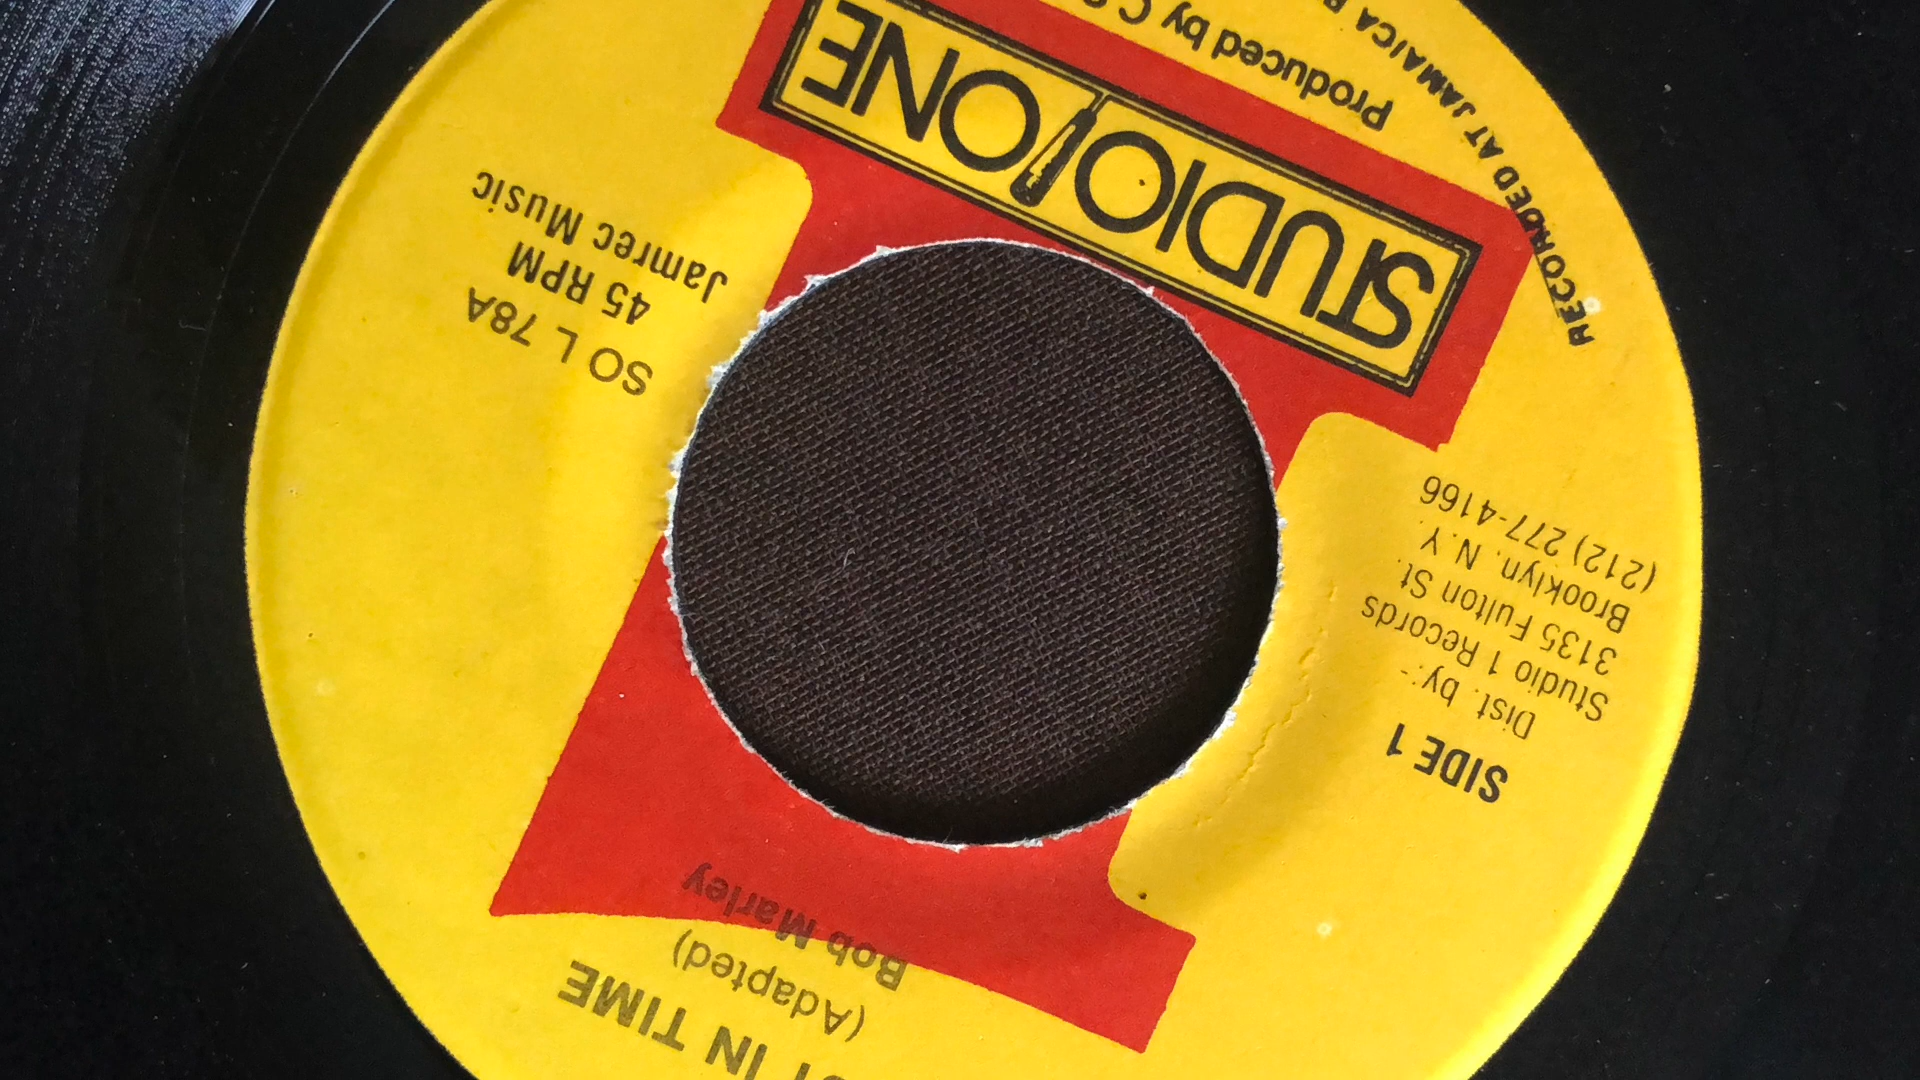 RECORDED AT JAMAICA
Produced by C.
STUDIO/ONE
SIDE 1
Dist. by:-
Studio 1 Records
3135 Fulton St.
Brooklyn. N.Y.
(212) 277-4166
SO L 78A
45 RPM
Jamrec Music
IN TIME
(Adapted)
Bob Marley